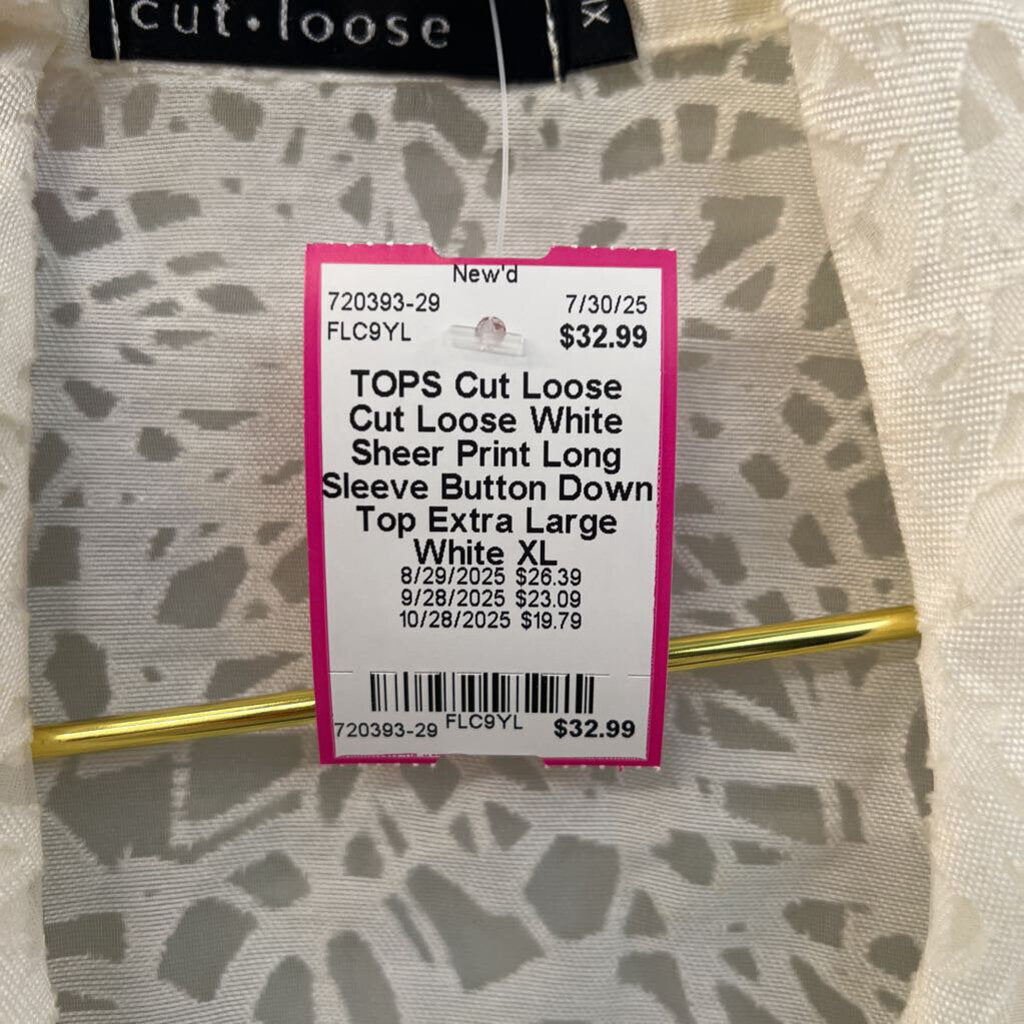 cut•loose
XL
New'd
720393-29 7/30/25
FLC9YL $32.99
TOPS Cut Loose
Cut Loose White
Sheer Print Long
Sleeve Button Down
Top Extra Large
White XL
8/29/2025 $26.39
9/28/2025 $23.09
10/28/2025 $19.79
720393-29 FLC9YL $32.99